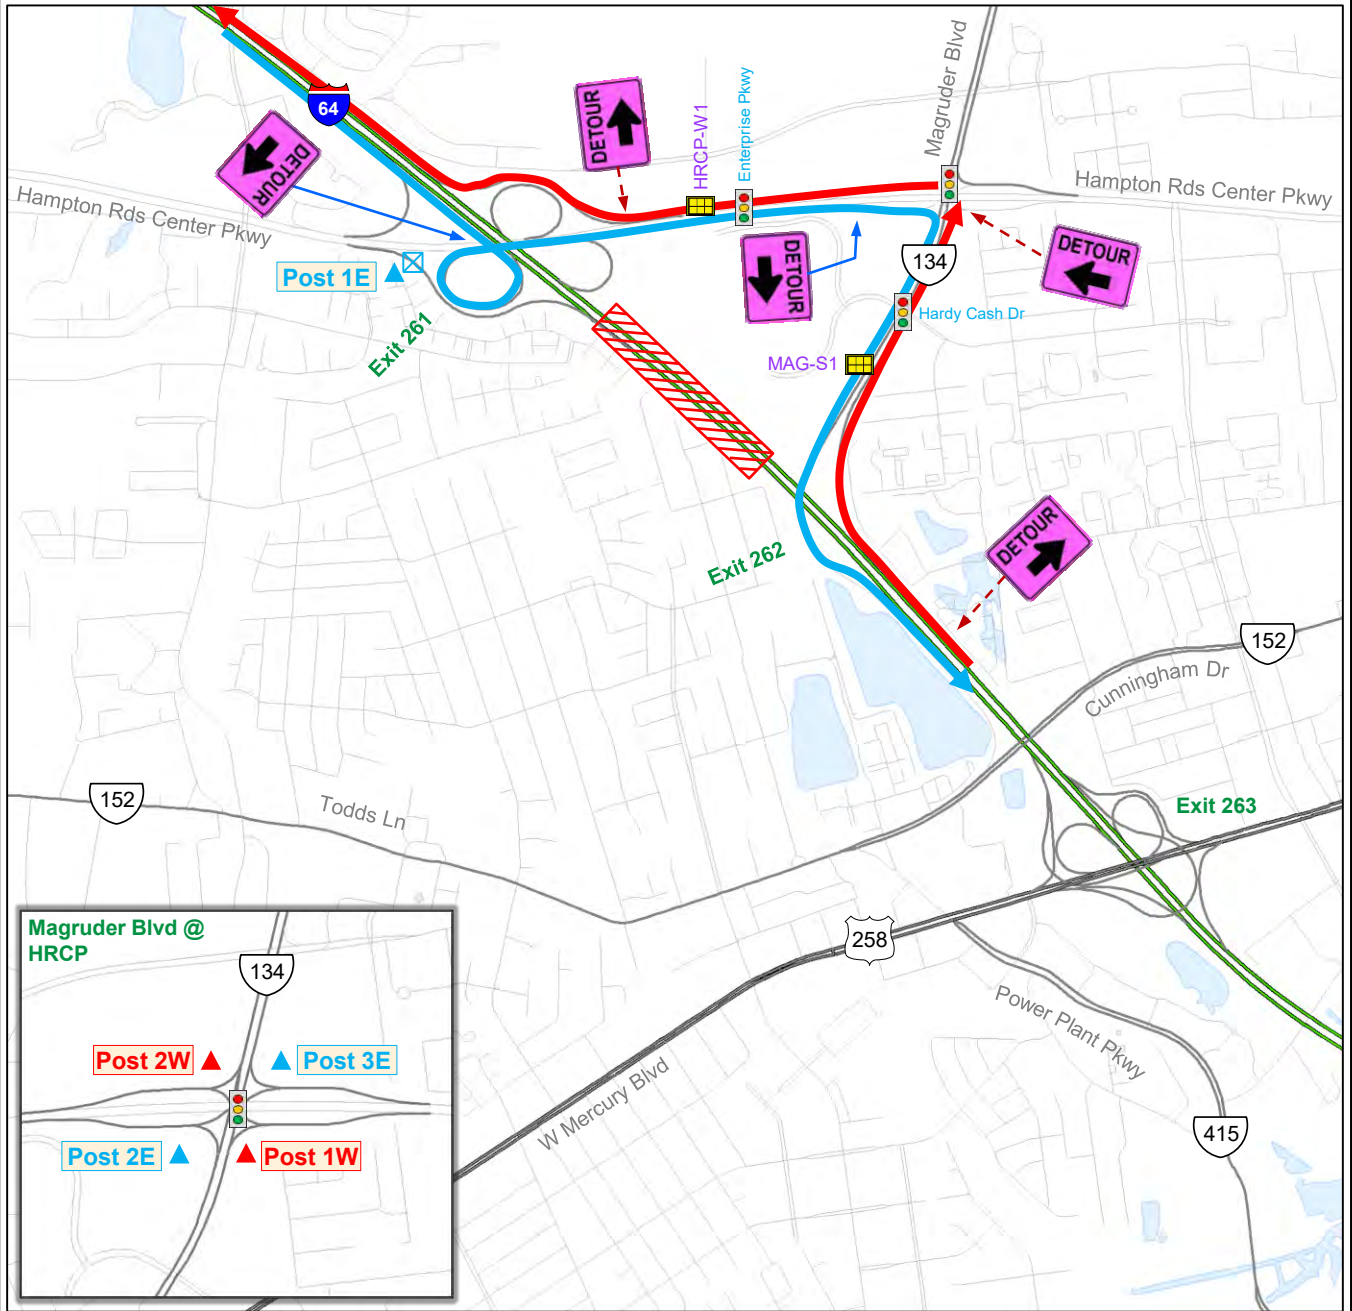 Magruder Blvd
64
DETOUR
DETOUR
HRCP-W1
Enterprise Pkwy
Hampton Rds Center Pkwy
Hampton Rds Center Pkwy
Post 1E
DETOUR
134
DETOUR
Hardy Cash Dr
Exit 261
MAG-S1
Exit 262
DETOUR
152
Cunningham Dr
152
Todds Ln
Exit 263
258
Power Plant Pkwy
W Mercury Blvd
415
Magruder Blvd @
HRCP
134
Post 2W
Post 3E
Post 2E
Post 1W